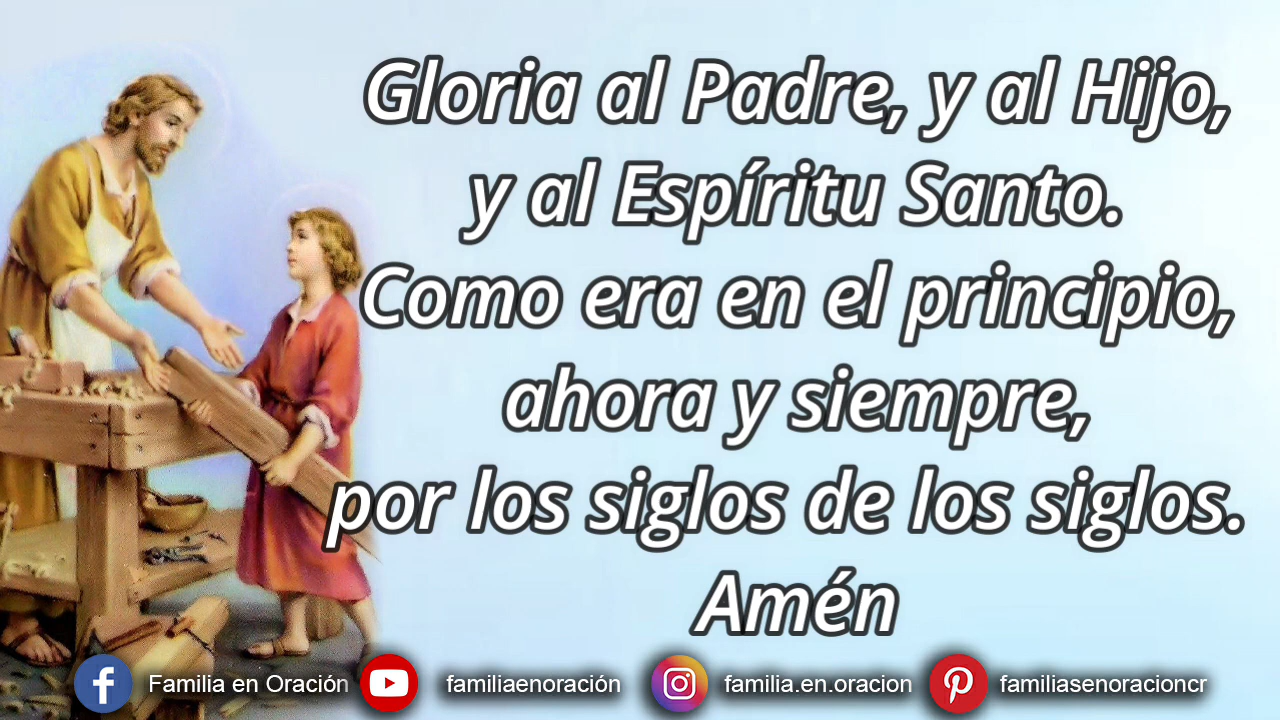 Gloria al Padre, y al Hijo,
y al Espíritu Santo.
Como era en el principio,
ahora y siempre,
por los siglos de los siglos.
Amén
Familia en Oración familiaenoración familia.en.oracion familiasenoracioncr